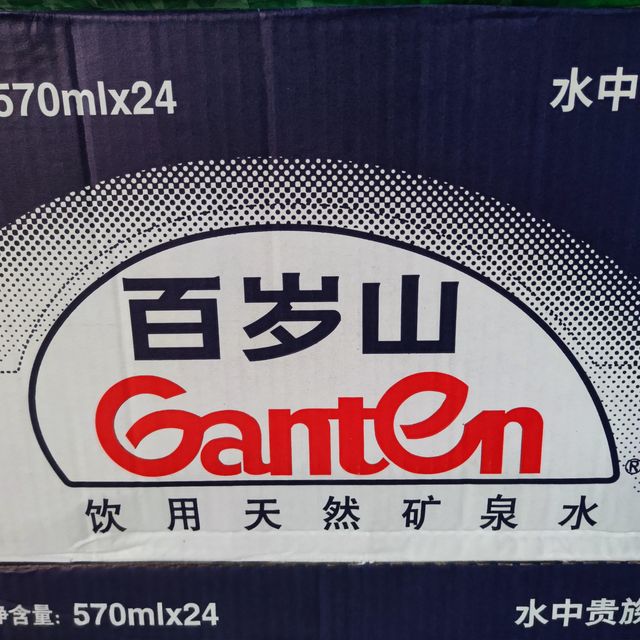 570mlx24
水中
百岁山
Ganten
®
饮用天然矿泉水
净含量: 570mlx24
水中贵族